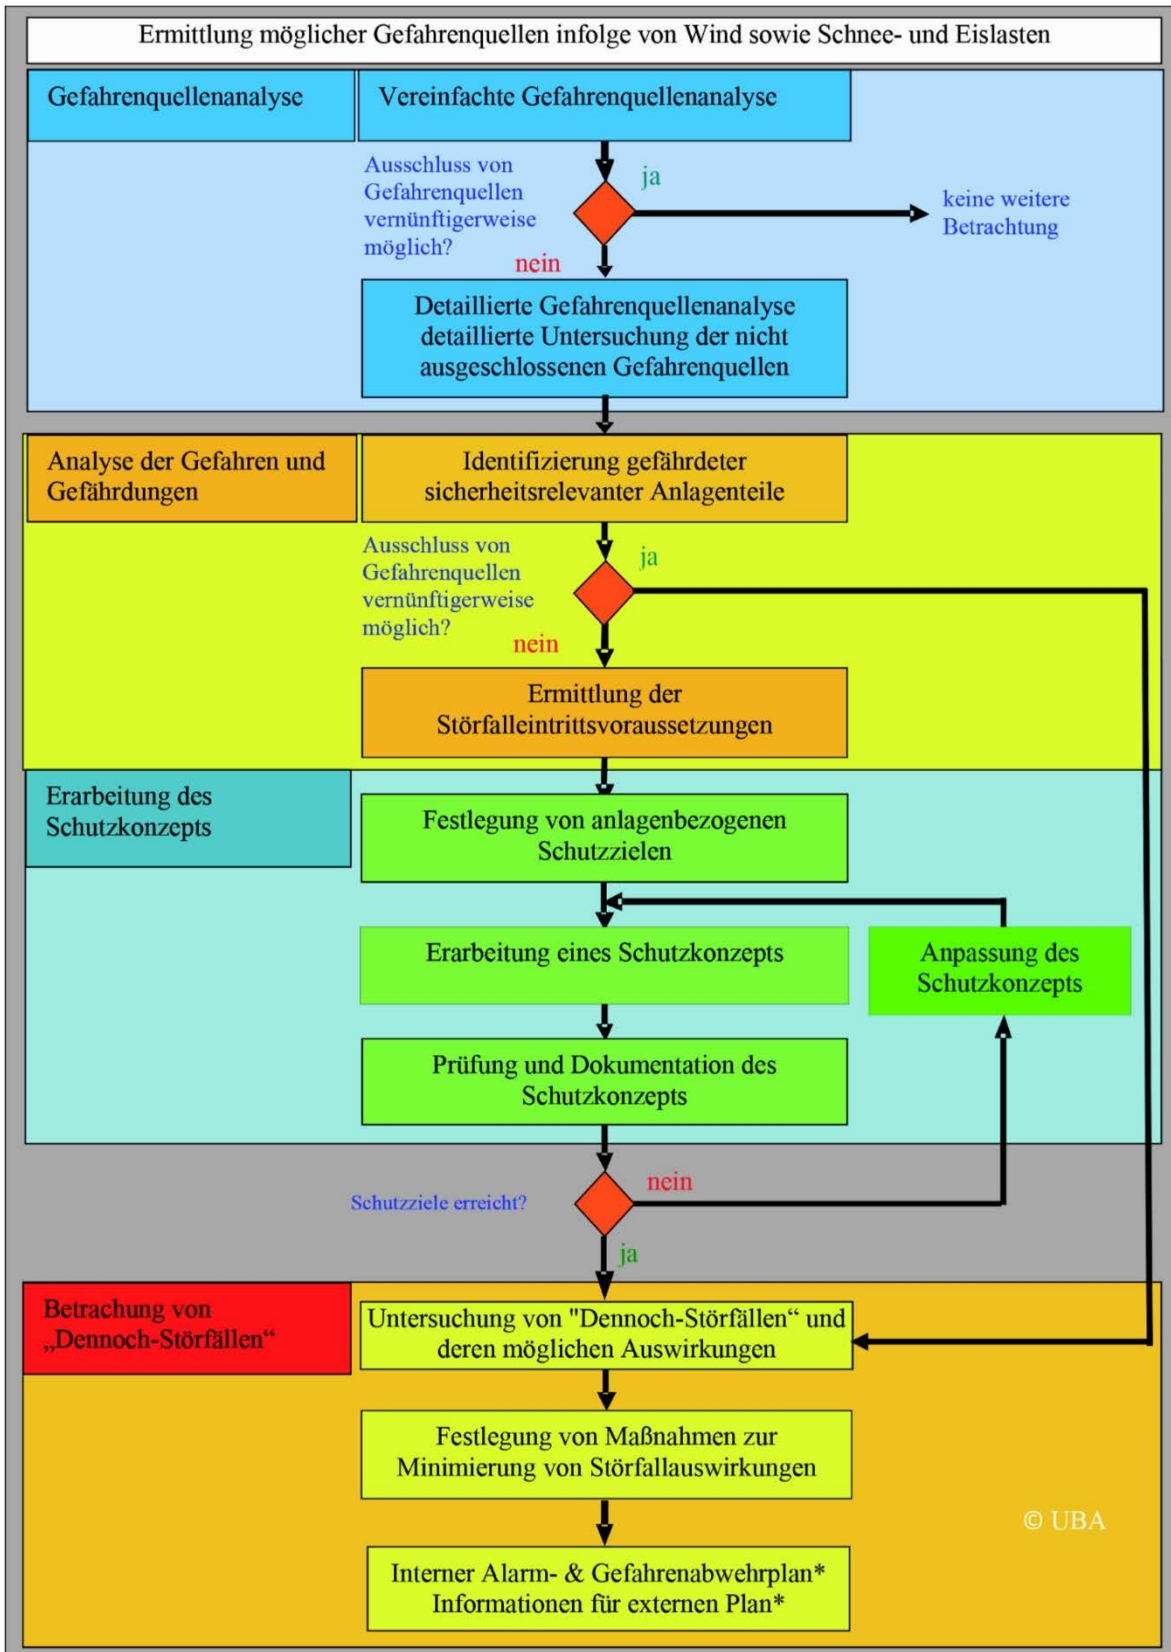 Ermittlung möglicher Gefahrenquellen infolge von Wind sowie Schnee- und Eislasten
Gefahrenquellenanalyse
Vereinfachte Gefahrenquellenanalyse
Ausschluss von
Gefahrenquellen
vernünftigerweise
möglich?
ja
keine weitere
Betrachtung
nein
Detaillierte Gefahrenquellenanalyse
detaillierte Untersuchung der nicht
ausgeschlossenen Gefahrenquellen
Analyse der Gefahren und
Gefährdungen
Identifizierung gefährdeter
sicherheitsrelevanter Anlagenteile
Ausschluss von
Gefahrenquellen
vernünftigerweise
möglich?
ja
nein
Ermittlung der
Störfalleintrittsvoraussetzungen
Erarbeitung des
Schutzkonzepts
Festlegung von anlagenbezogenen
Schutzzielen
Erarbeitung eines Schutzkonzepts
Anpassung des
Schutzkonzepts
Prüfung und Dokumentation des
Schutzkonzepts
Schutzziele erreicht?
nein
ja
Betrachung von
„Dennoch-Störfällen“
Untersuchung von "Dennoch-Störfällen“ und
deren möglichen Auswirkungen
Festlegung von Maßnahmen zur
Minimierung von Störfallauswirkungen
© UBA
Interner Alarm- & Gefahrenabwehrplan*
Informationen für externen Plan*